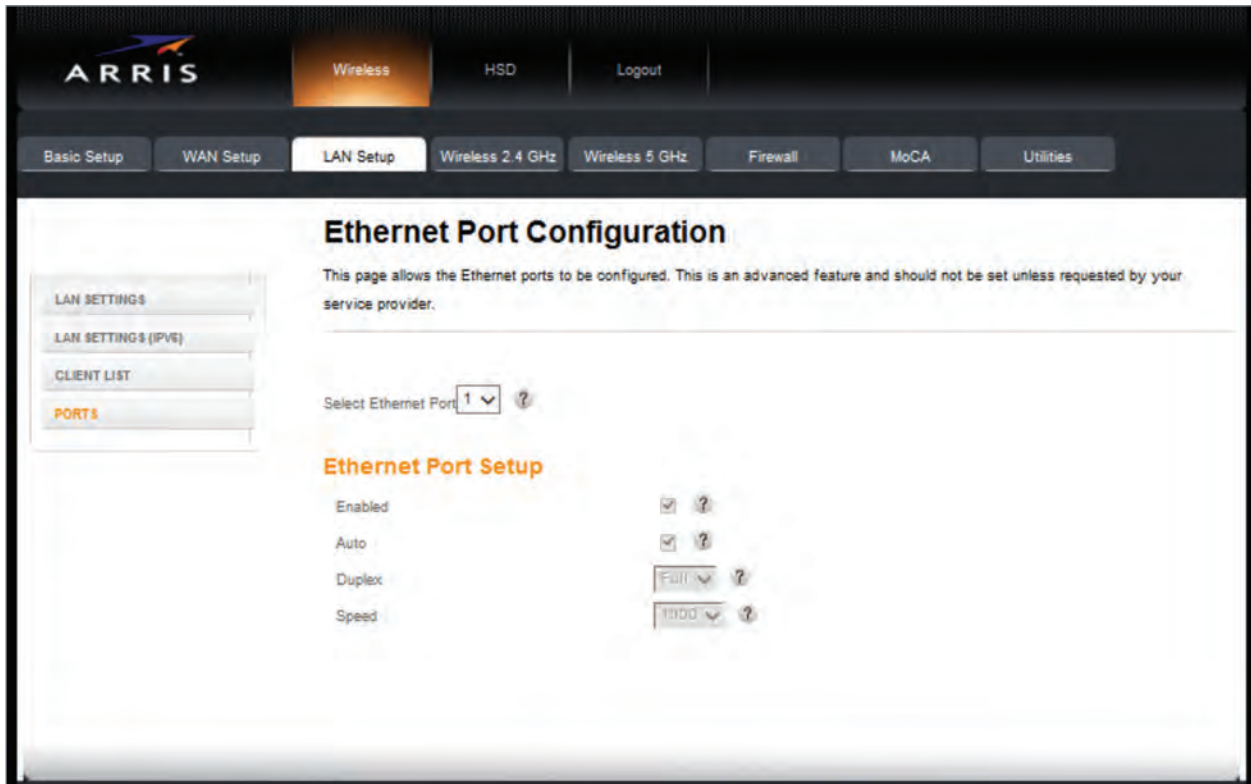 ARRIS
Wireless
HSD
Logout
Basic Setup
WAN Setup
LAN Setup
Wireless 2.4 GHz
Wireless 5 GHz
Firewall
MoCA
Utilities
LAN SETTINGS
LAN SETTINGS (IPV6)
CLIENT LIST
PORTS
Ethernet Port Configuration
This page allows the Ethernet ports to be configured. This is an advanced feature and should not be set unless requested by your
service provider.
Select Ethernet Port 1 ?
Ethernet Port Setup
Enabled ?
Auto ?
Duplex Full ?
Speed 1000 ?